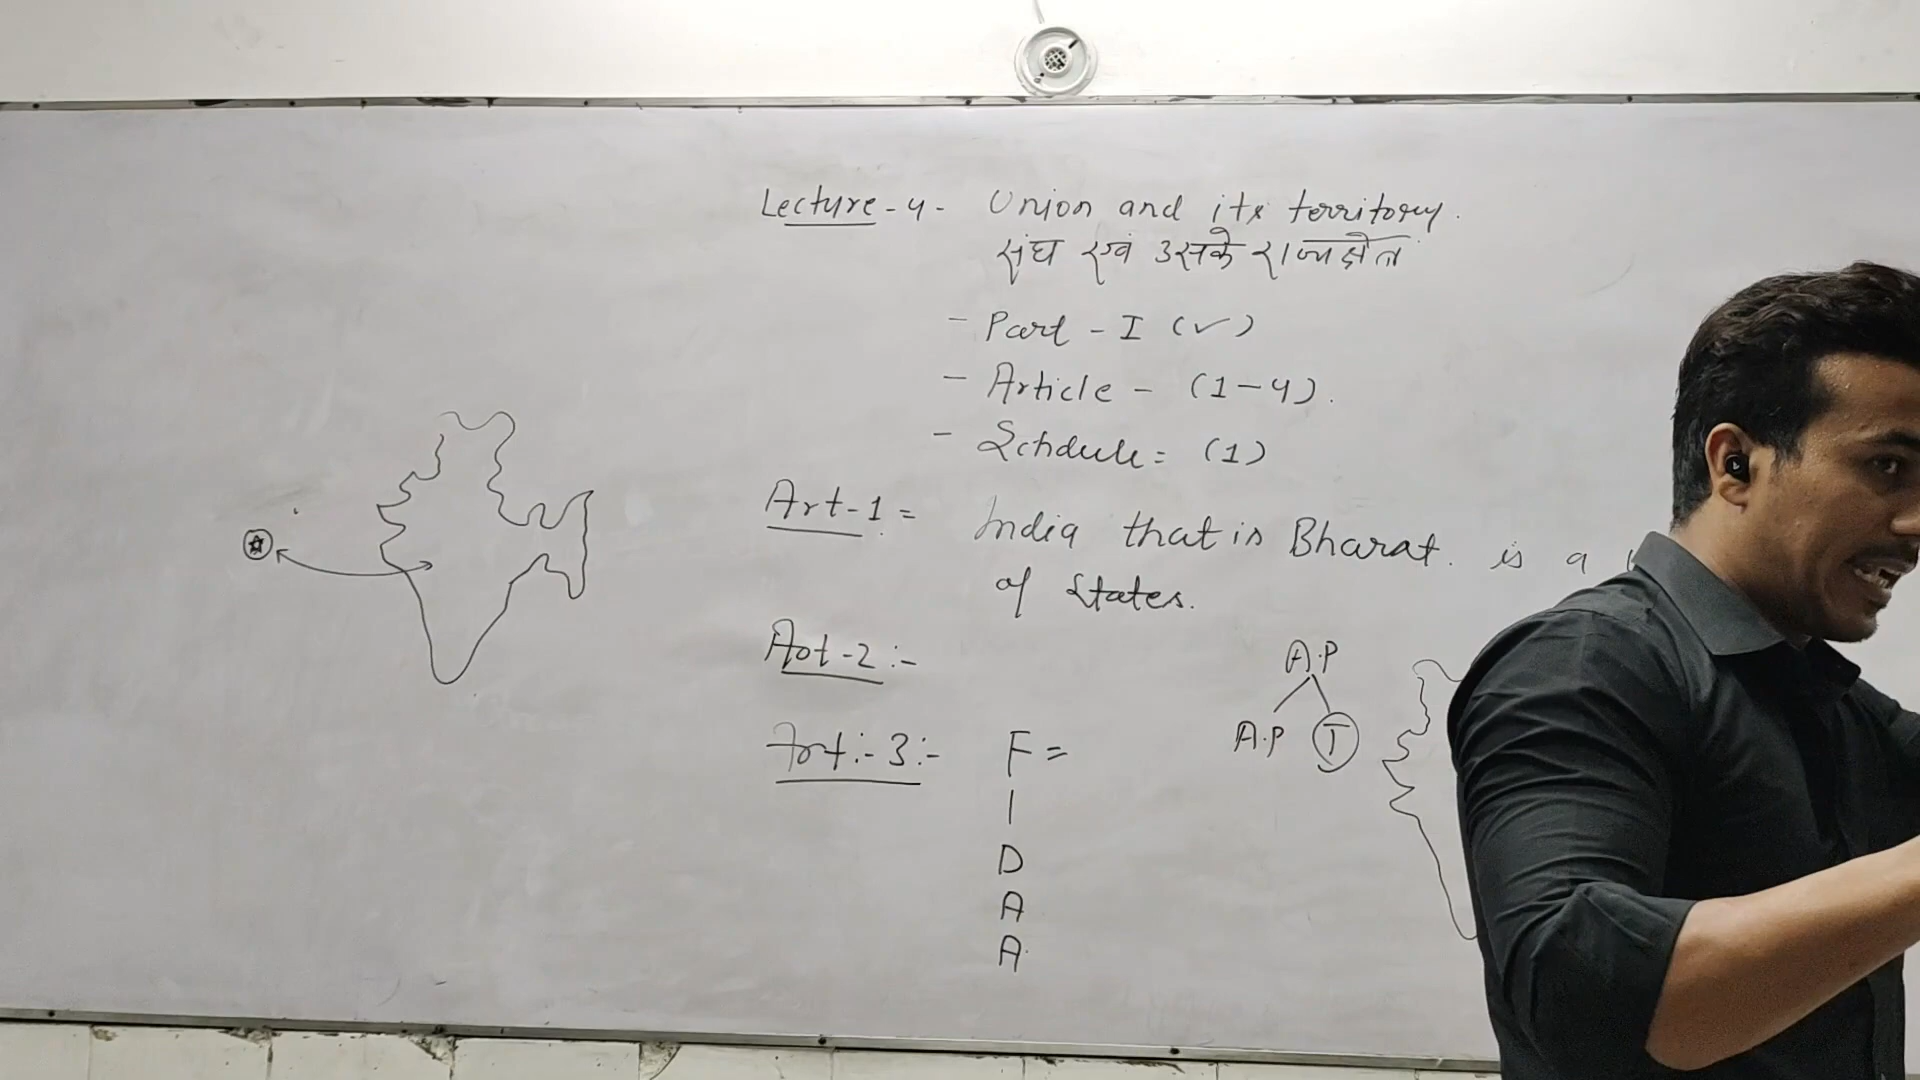 Lecture-4- Union and its territory.
संघ एवं उसके राज्यक्षेत्र
- Part - I (✓)
- Article - (1-4).
- Schdule = (1)
Art-1 = India that is Bharat. is a
of States.
Art-2 :-
Art:-3:- F =
I
D
A
A
A.P
A.P T